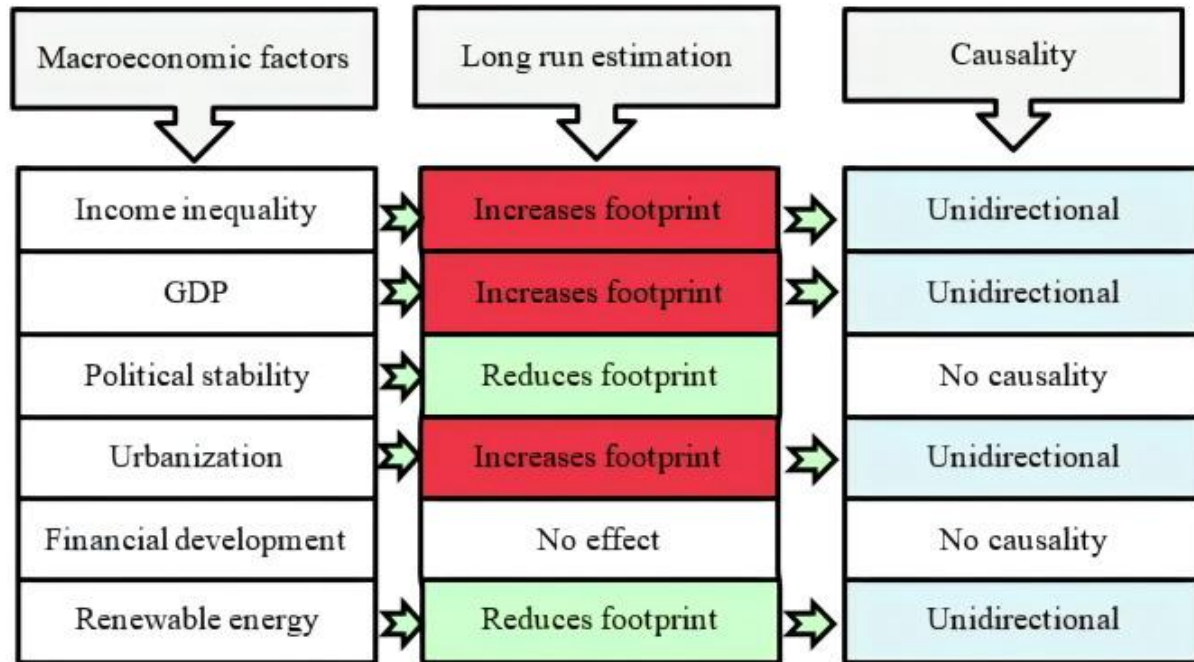 Macroeconomic factors
Long run estimation
Causality
Income inequality
Increases footprint
Unidirectional
GDP
Increases footprint
Unidirectional
Political stability
Reduces footprint
No causality
Urbanization
Increases footprint
Unidirectional
Financial development
No effect
No causality
Renewable energy
Reduces footprint
Unidirectional